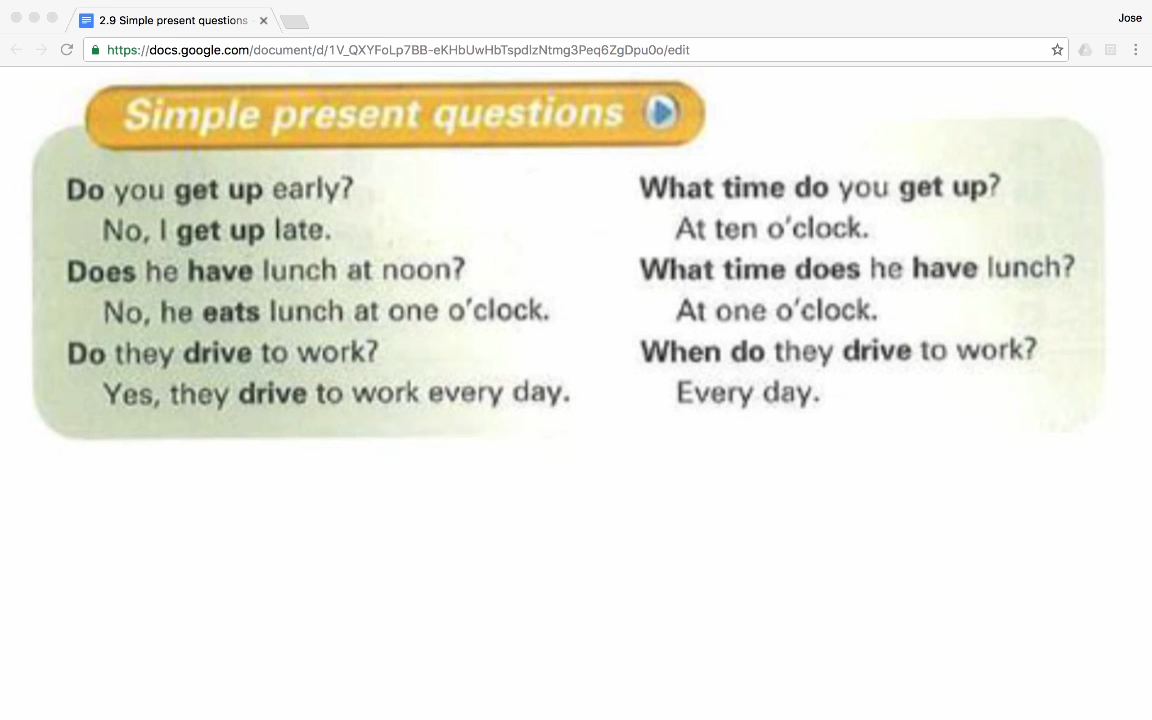 2.9 Simple present questions
Jose
https://docs.google.com/document/d/1V_QXYFoLp7BB-eKHbUwHbTspdlzNtmg3Peq6ZgDpu0o/edit
Simple present questions
Do you get up early?
No, I get up late.
Does he have lunch at noon?
No, he eats lunch at one o'clock.
Do they drive to work?
Yes, they drive to work every day.
What time do you get up?
At ten o'clock.
What time does he have lunch?
At one o'clock.
When do they drive to work?
Every day.